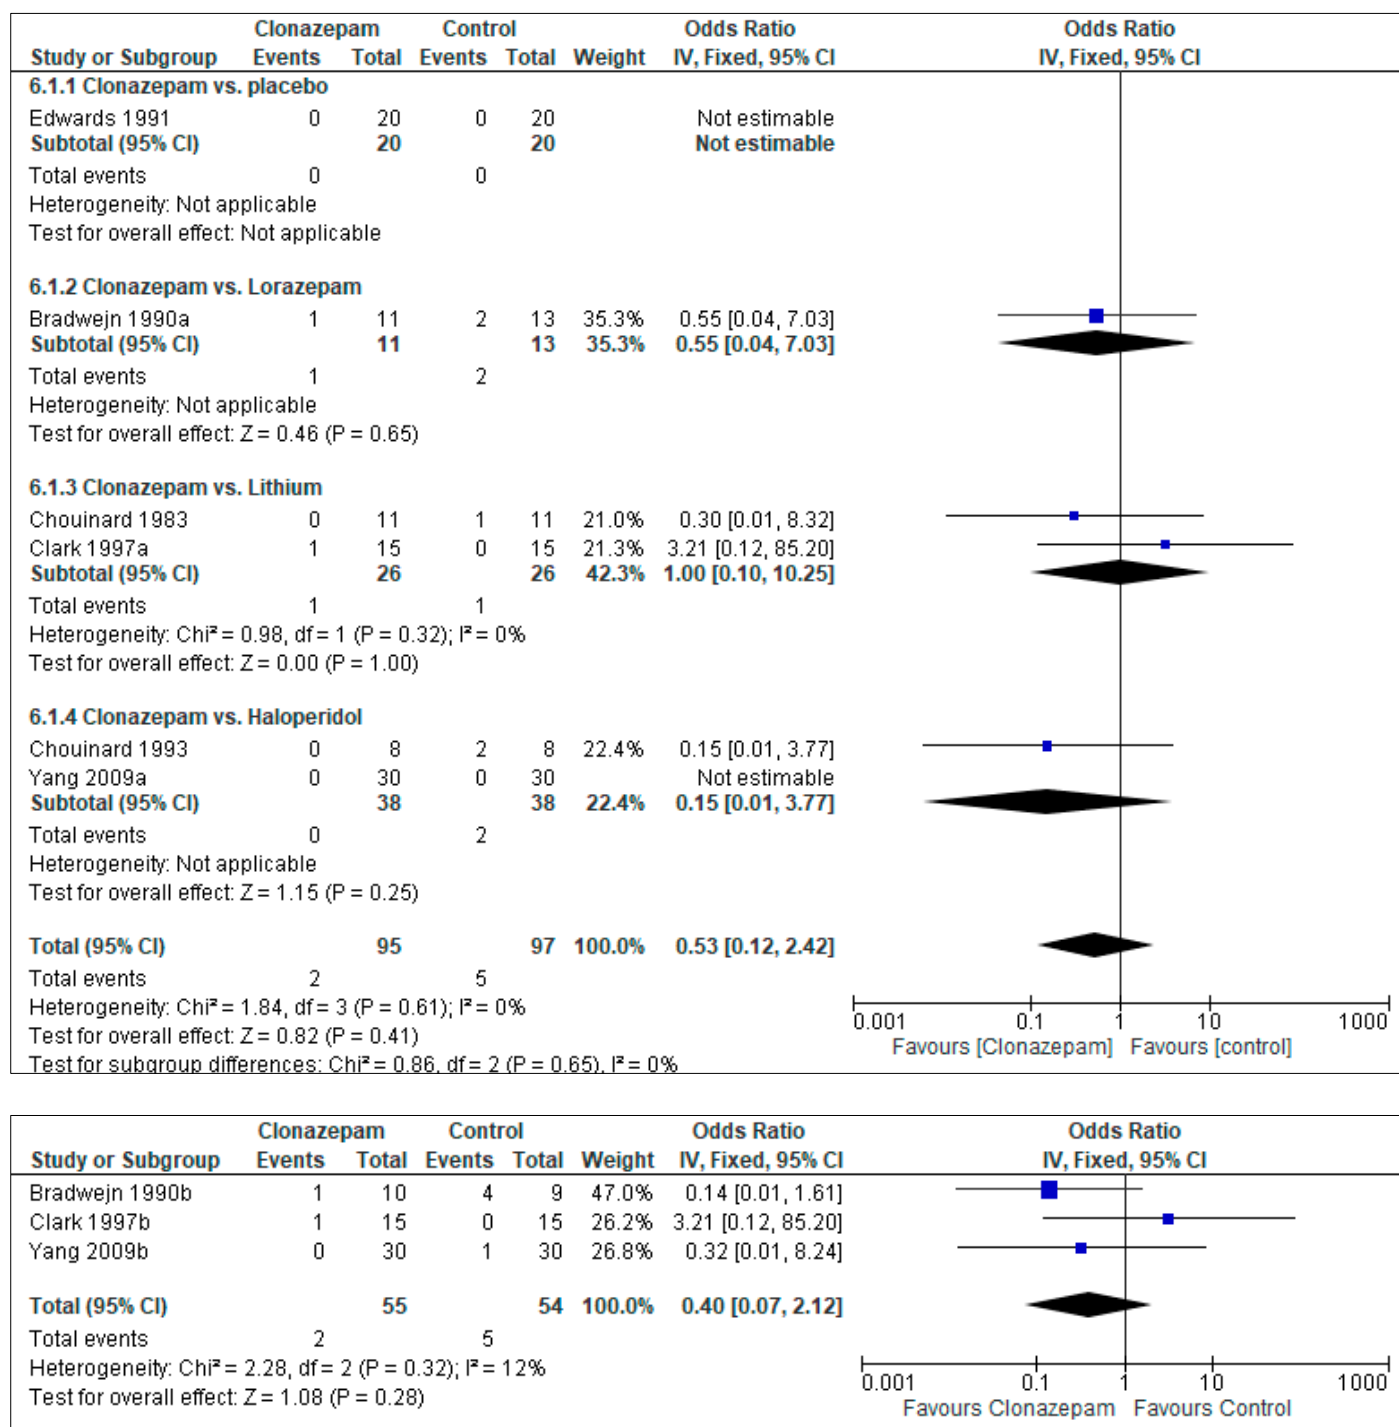 Clonazepam Control Odds Ratio Odds Ratio
Study or Subgroup Events Total Events Total Weight IV, Fixed, 95% CI IV, Fixed, 95% CI
6.1.1 Clonazepam vs. placebo
Edwards 1991 0 20 0 20 Not estimable
Subtotal (95% CI) 20 20 Not estimable
Total events 0 0
Heterogeneity: Not applicable
Test for overall effect: Not applicable
6.1.2 Clonazepam vs. Lorazepam
Bradwejn 1990a 1 11 2 13 35.3% 0.55 [0.04, 7.03]
Subtotal (95% CI) 11 13 35.3% 0.55 [0.04, 7.03]
Total events 1 2
Heterogeneity: Not applicable
Test for overall effect: Z = 0.46 (P = 0.65)
6.1.3 Clonazepam vs. Lithium
Chouinard 1983 0 11 1 11 21.0% 0.30 [0.01, 8.32]
Clark 1997a 1 15 0 15 21.3% 3.21 [0.12, 85.20]
Subtotal (95% CI) 26 26 42.3% 1.00 [0.10, 10.25]
Total events 1 1
Heterogeneity: Chi² = 0.98, df = 1 (P = 0.32); I² = 0%
Test for overall effect: Z = 0.00 (P = 1.00)
6.1.4 Clonazepam vs. Haloperidol
Chouinard 1993 0 8 2 8 22.4% 0.15 [0.01, 3.77]
Yang 2009a 0 30 0 30 Not estimable
Subtotal (95% CI) 38 38 22.4% 0.15 [0.01, 3.77]
Total events 0 2
Heterogeneity: Not applicable
Test for overall effect: Z = 1.15 (P = 0.25)
Total (95% CI) 95 97 100.0% 0.53 [0.12, 2.42]
Total events 2 5
Heterogeneity: Chi² = 1.84, df = 3 (P = 0.61); I² = 0%
Test for overall effect: Z = 0.82 (P = 0.41)
Test for subgroup differences: Chi² = 0.86, df = 2 (P = 0.65), I² = 0%
0.001 0.1 1 10 1000
Favours [Clonazepam] Favours [control]
Clonazepam Control Odds Ratio Odds Ratio
Study or Subgroup Events Total Events Total Weight IV, Fixed, 95% CI IV, Fixed, 95% CI
Bradwejn 1990b 1 10 4 9 47.0% 0.14 [0.01, 1.61]
Clark 1997b 1 15 0 15 26.2% 3.21 [0.12, 85.20]
Yang 2009b 0 30 1 30 26.8% 0.32 [0.01, 8.24]
Total (95% CI) 55 54 100.0% 0.40 [0.07, 2.12]
Total events 2 5
Heterogeneity: Chi² = 2.28, df = 2 (P = 0.32); I² = 12%
Test for overall effect: Z = 1.08 (P = 0.28)
0.001 0.1 1 10 1000
Favours Clonazepam Favours Control